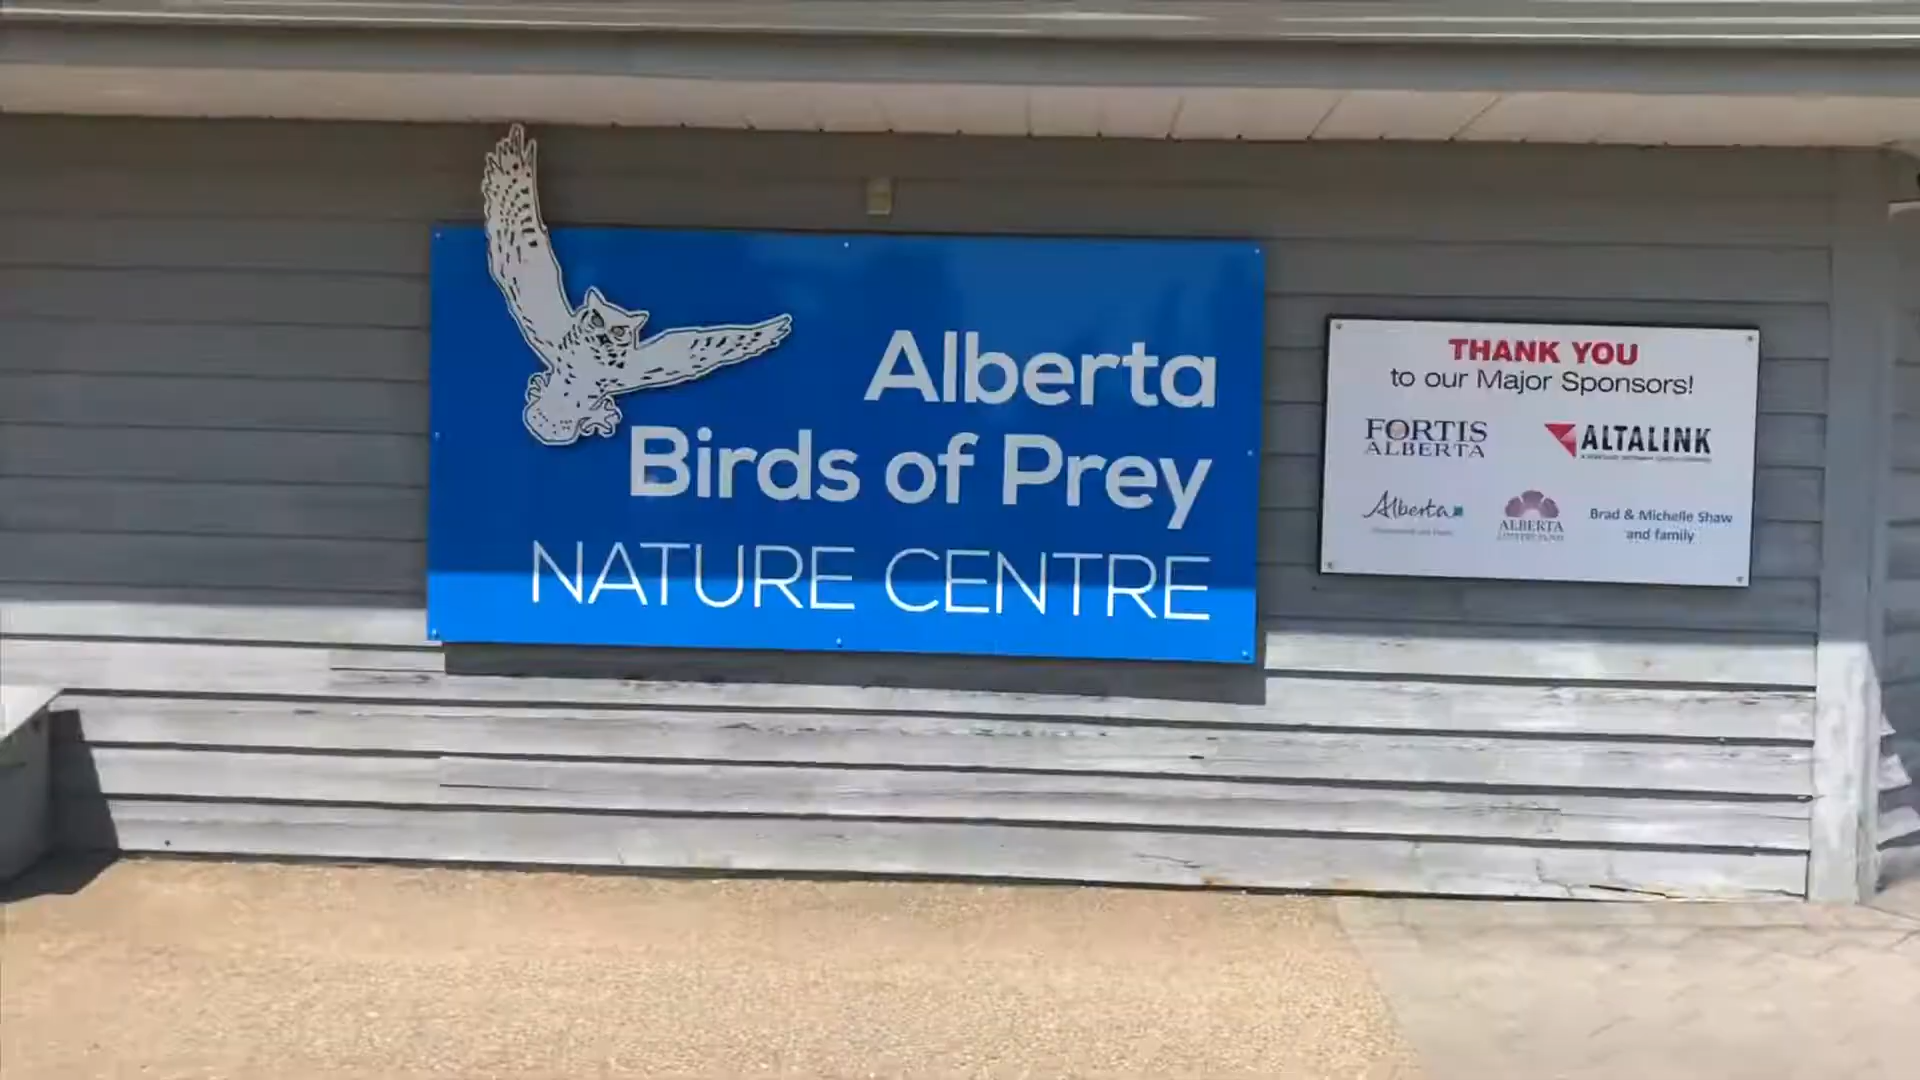 Alberta
Birds of Prey
NATURE CENTRE
THANK YOU
to our Major Sponsors!
FORTIS
ALBERTA
ALTALINK
Alberta
ALBERTA
Brad & Michelle Shaw
and family